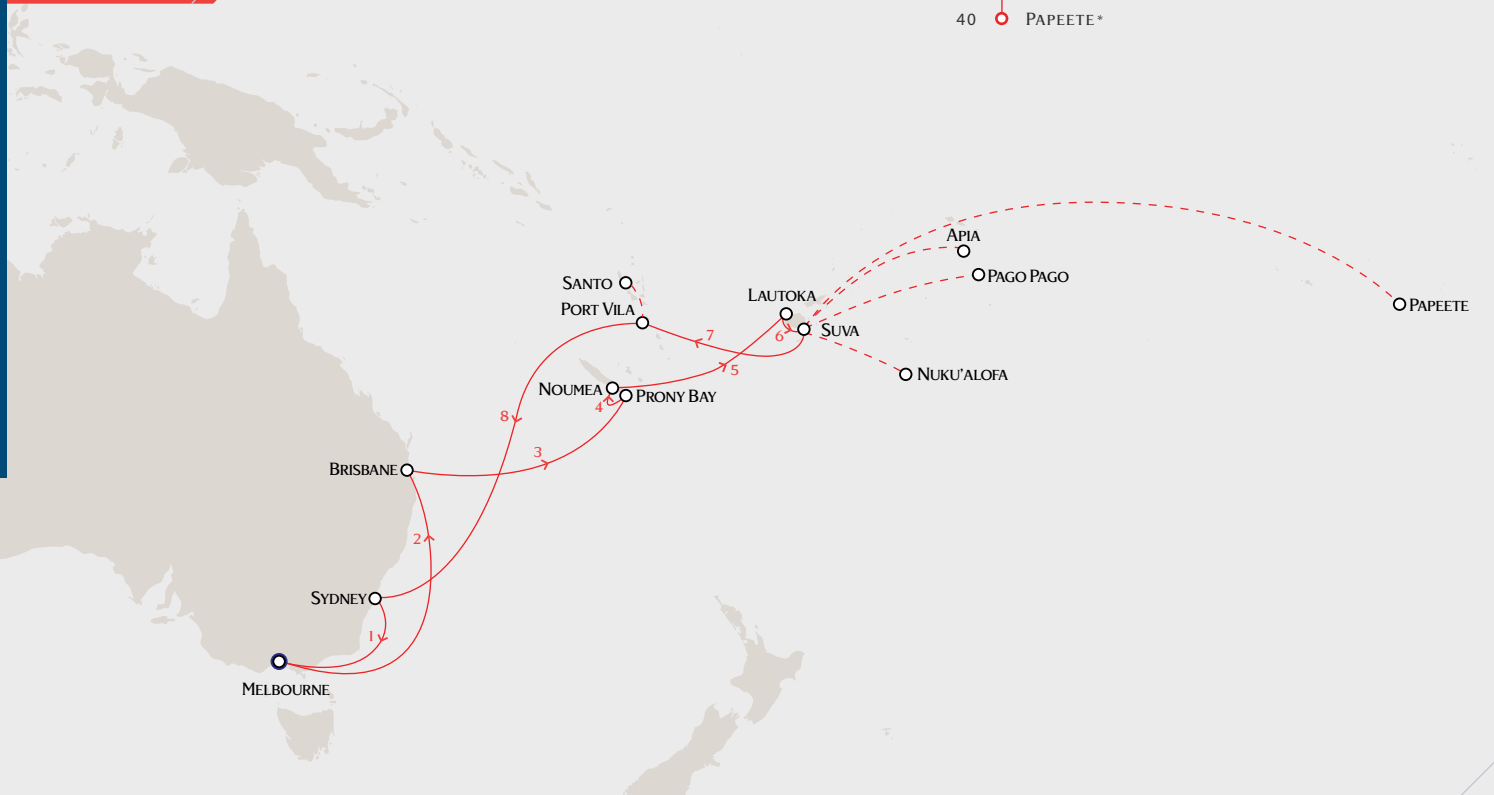 40 PAPEETE*
APIA
PAGO PAGO
SANTO
LAUTOKA
PORT VILA
PAPEETE
SUVA
7
6
5
NUKU'ALOFA
NOUMEA
PRONY BAY
4
8
3
BRISBANE
2
SYDNEY
1
MELBOURNE